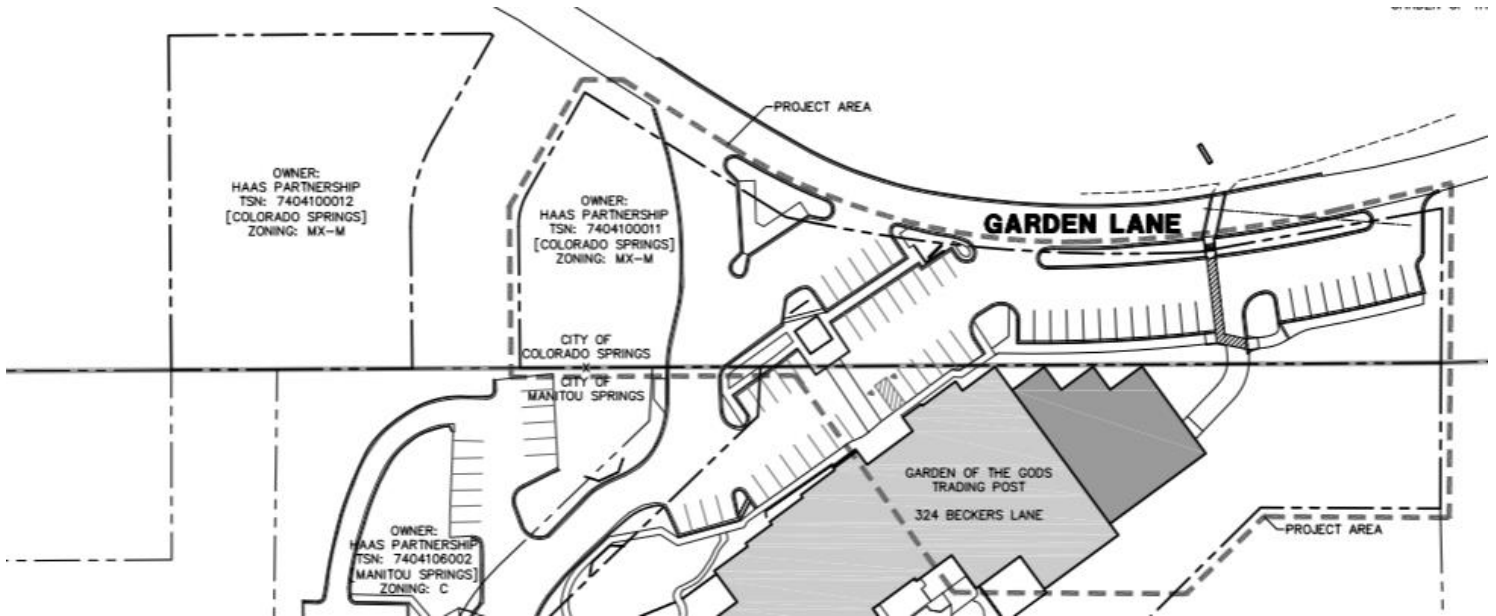 PROJECT AREA
OWNER:
HAAS PARTNERSHIP
TSN: 7404100012
[COLORADO SPRINGS]
ZONING: MX-M
OWNER:
HAAS PARTNERSHIP
TSN: 7404100011
[COLORADO SPRINGS]
ZONING: MX-M
GARDEN LANE
CITY OF
COLORADO SPRINGS
CITY OF
MANITOU SPRINGS
GARDEN OF THE GODS
TRADING POST
324 BECKERS LANE
PROJECT AREA
OWNER:
HAAS PARTNERSHIP
TSN: 7404106002
[MANITOU SPRINGS]
ZONING: C